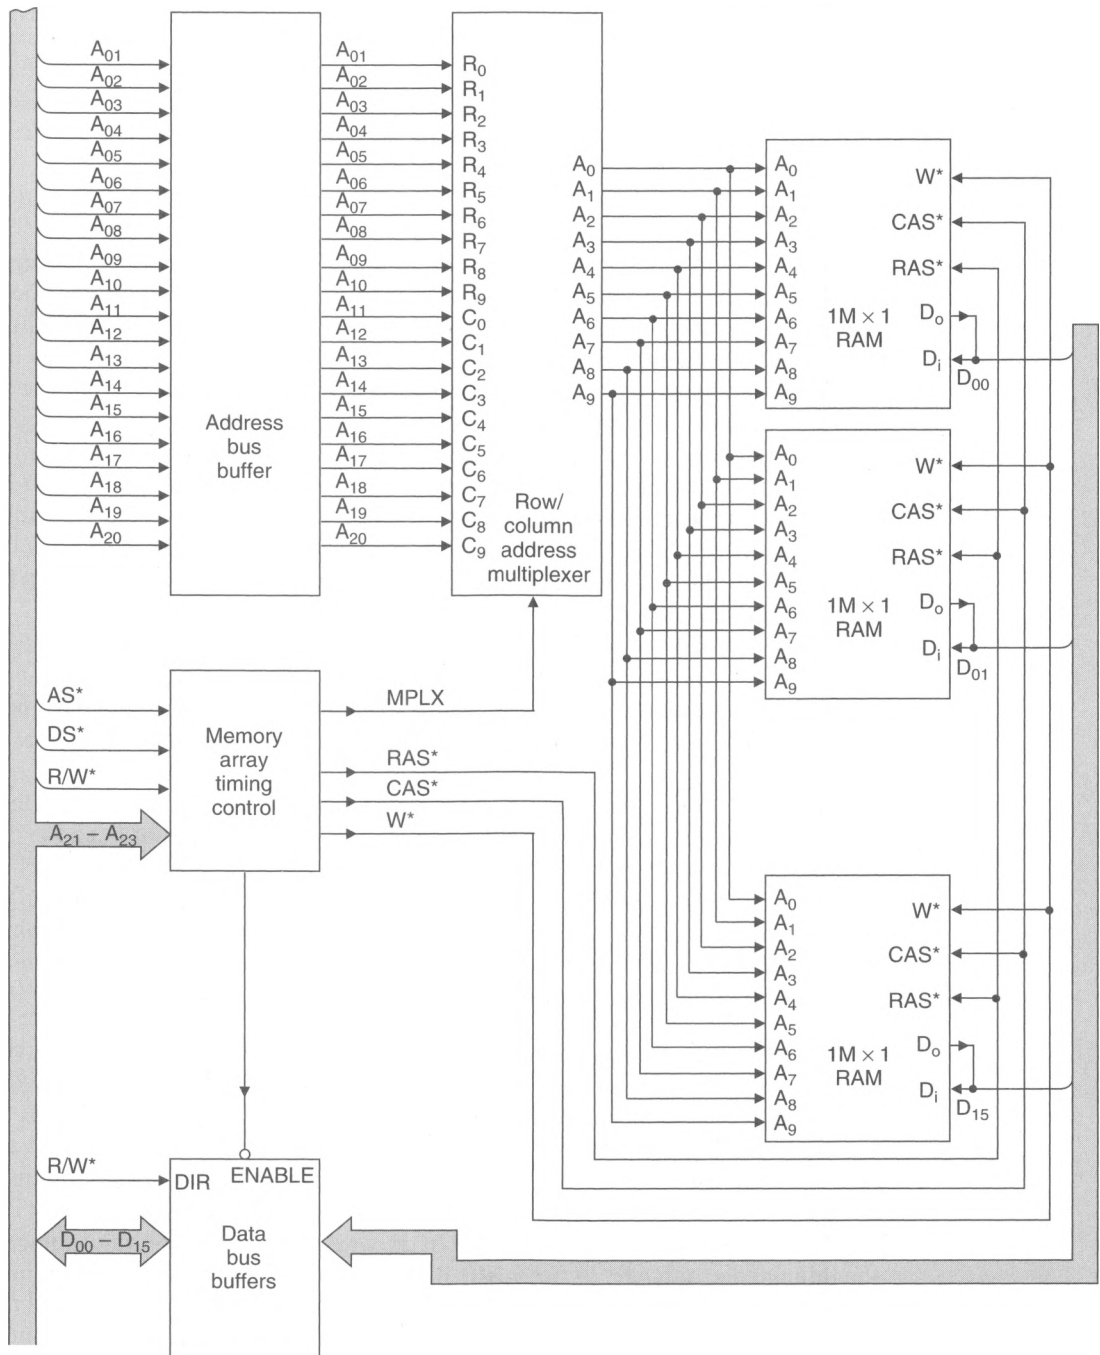 A01
A02
A03
A04
A05
A06
A07
A08
A09
A10
A11
A12
A13
A14
A15
A16
A17
A18
A19
A20
Address
bus
buffer
A01
A02
A03
A04
A05
A06
A07
A08
A09
A10
A11
A12
A13
A14
A15
A16
A17
A18
A19
A20
R0
R1
R2
R3
R4
R5
R6
R7
R8
R9
C0
C1
C2
C3
C4
C5
C6
C7
C8
C9
Row/
column
address
multiplexer
A0
A1
A2
A3
A4
A5
A6
A7
A8
A9
A0
A1
A2
A3
A4
A5
A6
A7
A8
A9
1M × 1
RAM
W*
CAS*
RAS*
Do
Di
D00
A0
A1
A2
A3
A4
A5
A6
A7
A8
A9
1M × 1
RAM
W*
CAS*
RAS*
Do
Di
D01
AS*
DS*
R/W*
A21 – A23
Memory
array
timing
control
MPLX
RAS*
CAS*
W*
A0
A1
A2
A3
A4
A5
A6
A7
A8
A9
1M × 1
RAM
W*
CAS*
RAS*
Do
Di
D15
R/W*
DIR
ENABLE
D00 – D15
Data
bus
buffers